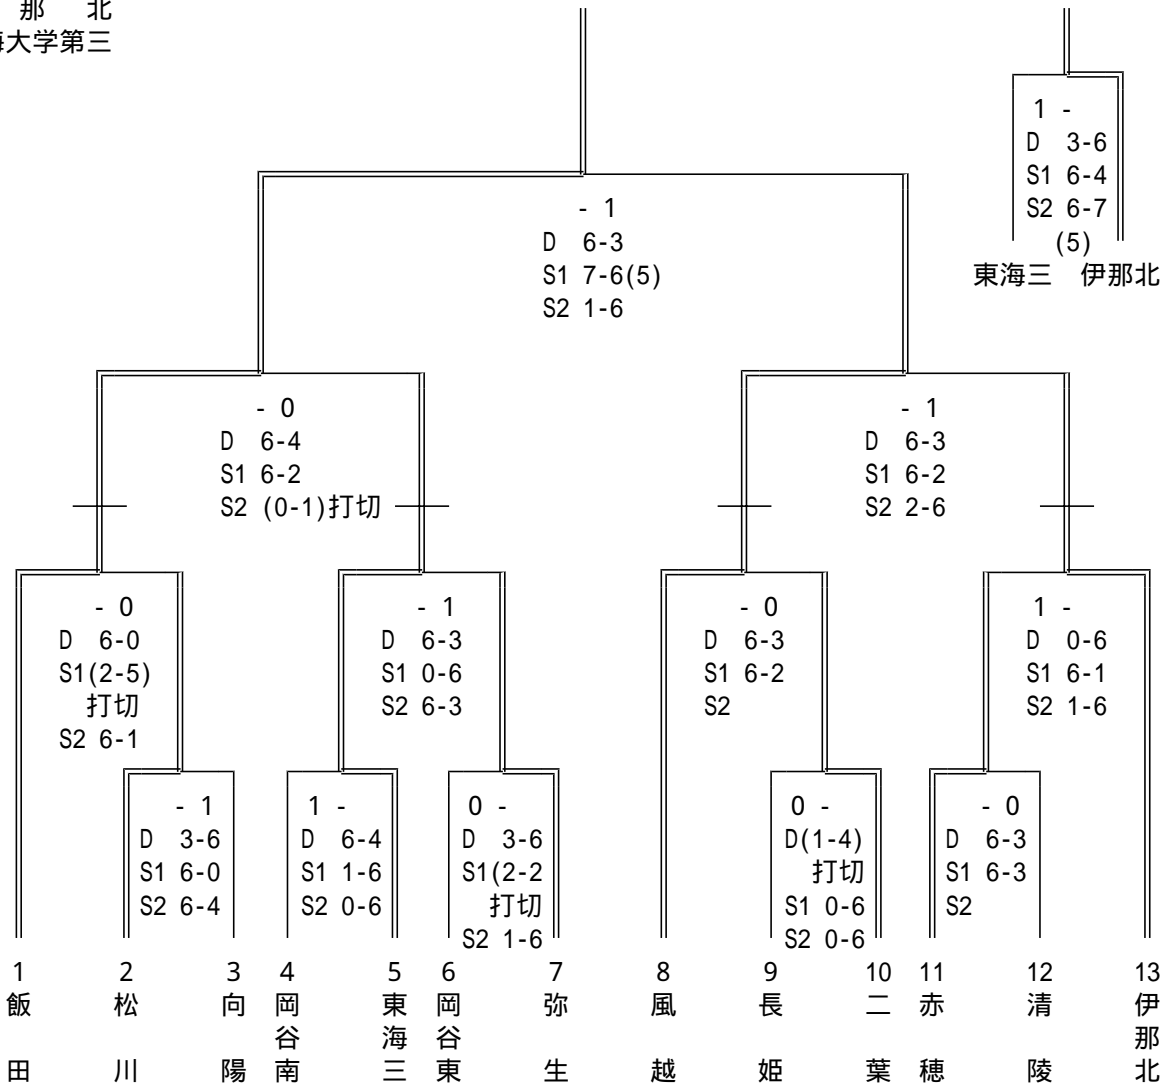 那 北
大学第三
1 -
D 3-6
S1 6-4
S2 6-7
(5)
東海三 伊那北
- 1
D 6-3
S1 7-6(5)
S2 1-6
- 0
D 6-4
S1 6-2
S2 (0-1)打切
- 1
D 6-3
S1 6-2
S2 2-6
- 0
D 6-0
S1(2-5)
打切
S2 6-1
- 1
D 6-3
S1 0-6
S2 6-3
- 0
D 6-3
S1 6-2
S2
1 -
D 0-6
S1 6-1
S2 1-6
- 1
D 3-6
S1 6-0
S2 6-4
1 -
D 6-4
S1 1-6
S2 0-6
0 -
D 3-6
S1(2-2
打切
S2 1-6
0 -
D(1-4)
打切
S1 0-6
S2 0-6
- 0
D 6-3
S1 6-3
S2
1 2 3 4 5 6 7 8 9 10 11 12 13
飯田
松川
向陽
岡谷南
東海三
岡谷東
弥生
風越
長姫
二葉
赤穂
清陵
伊那北